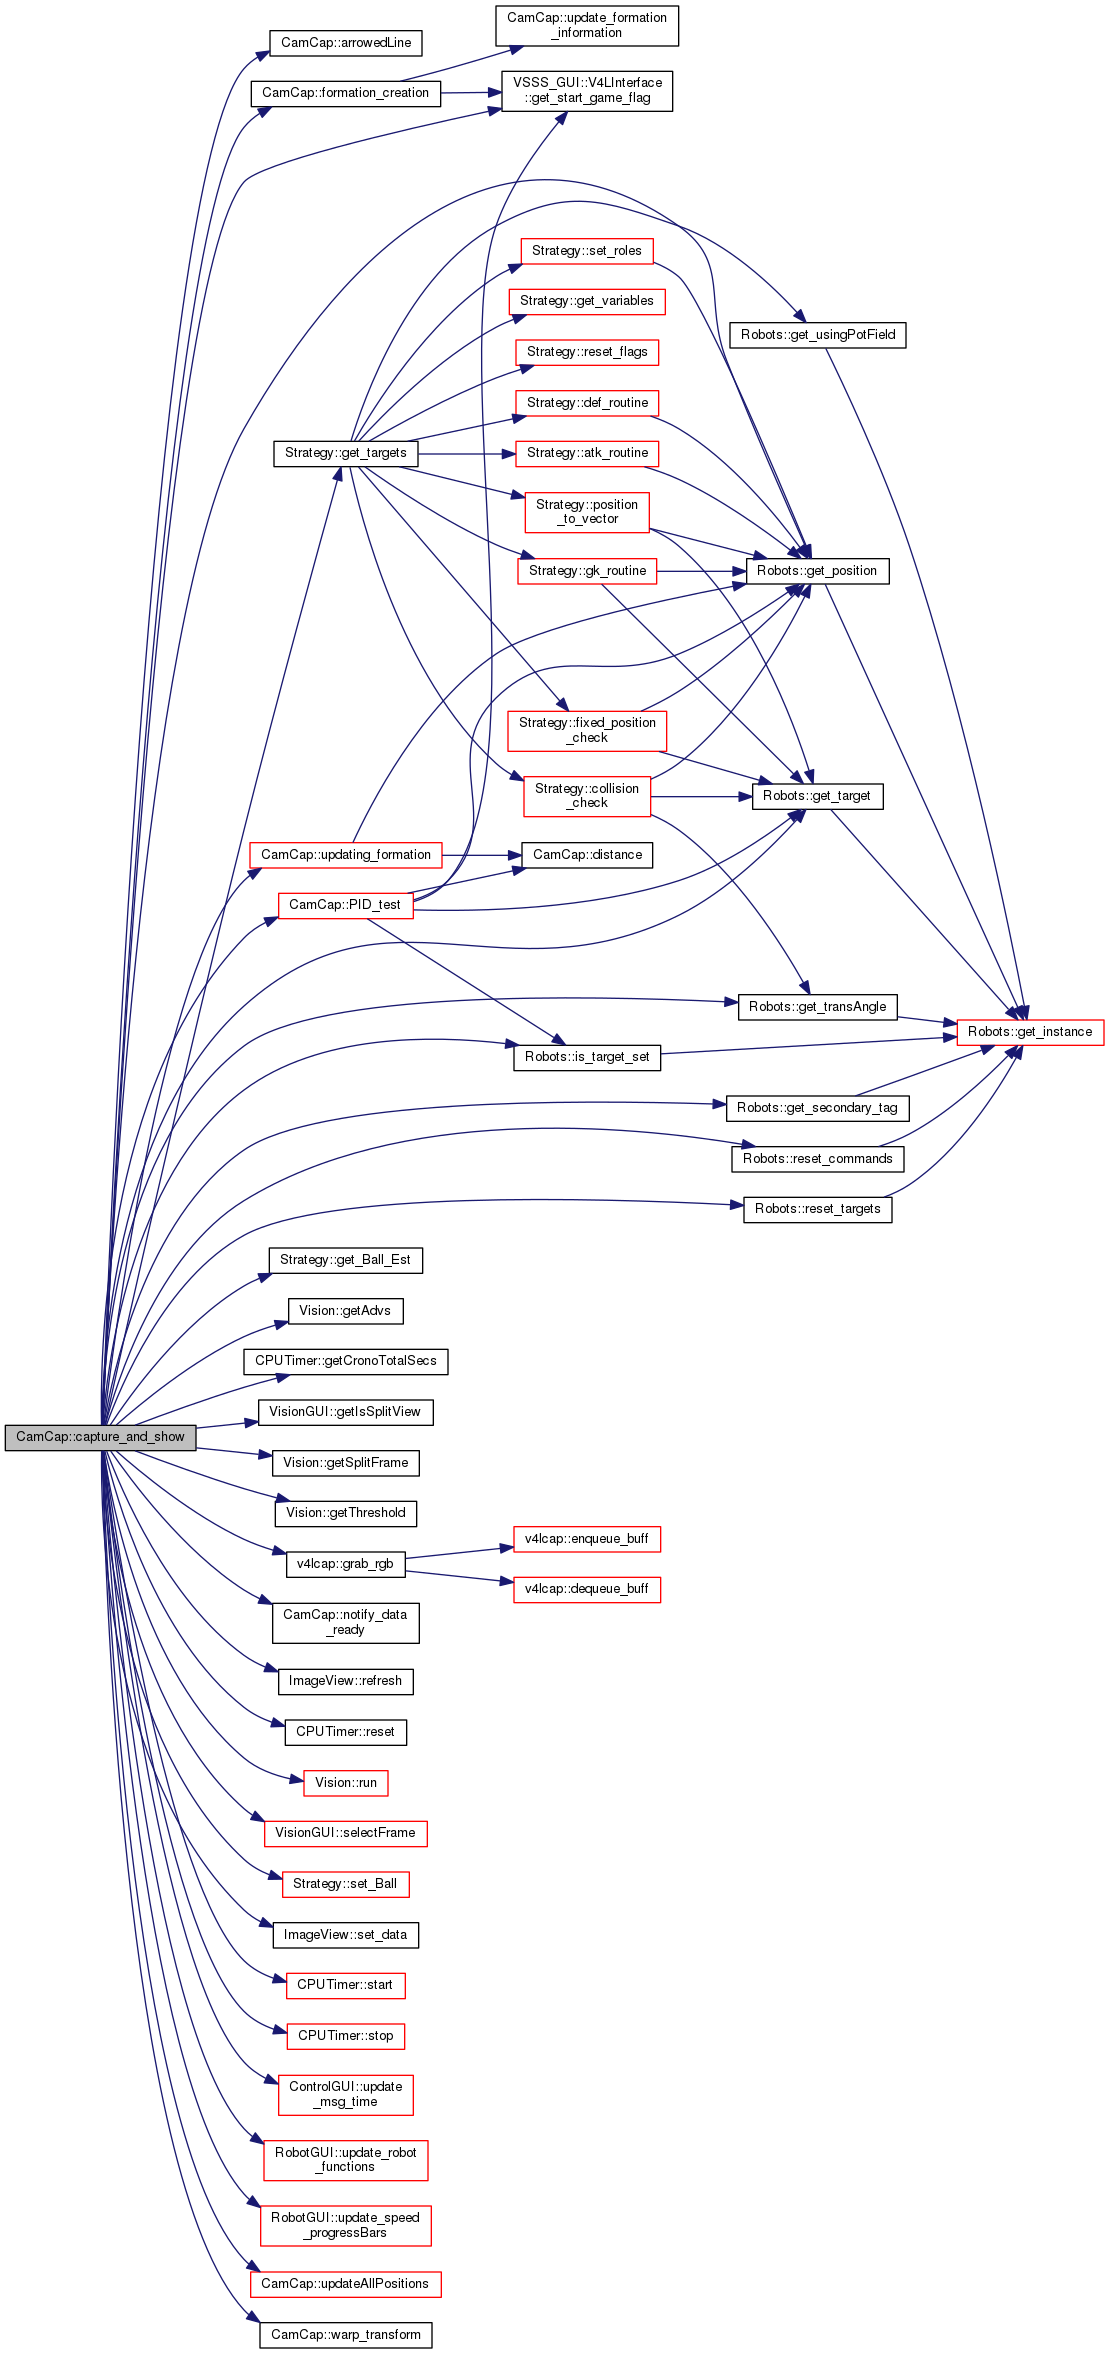 CamCap::update_formation
_information
CamCap::arrowedLine
VSSS_GUI::V4LInterface
::get_start_game_flag
CamCap::formation_creation
Strategy::set_roles
Strategy::get_variables
Robots::get_usingPotField
Strategy::reset_flags
Strategy::def_routine
Strategy::get_targets
Strategy::atk_routine
Strategy::position
_to_vector
Strategy::gk_routine
Robots::get_position
Strategy::fixed_position
_check
Strategy::collision
_check
Robots::get_target
CamCap::updating_formation
CamCap::distance
CamCap::PID_test
Robots::get_transAngle
Robots::get_instance
Robots::is_target_set
Robots::get_secondary_tag
Robots::reset_commands
Robots::reset_targets
Strategy::get_Ball_Est
Vision::getAdvs
CPUTimer::getCronoTotalSecs
VisionGUI::getIsSplitView
CamCap::capture_and_show
Vision::getSplitFrame
Vision::getThreshold
v4lcap::grab_rgb
v4lcap::enqueue_buff
v4lcap::dequeue_buff
CamCap::notify_data
_ready
ImageView::refresh
CPUTimer::reset
Vision::run
VisionGUI::selectFrame
Strategy::set_Ball
ImageView::set_data
CPUTimer::start
CPUTimer::stop
ControlGUI::update
_msg_time
RobotGUI::update_robot
_functions
RobotGUI::update_speed
_progressBars
CamCap::updateAllPositions
CamCap::warp_transform